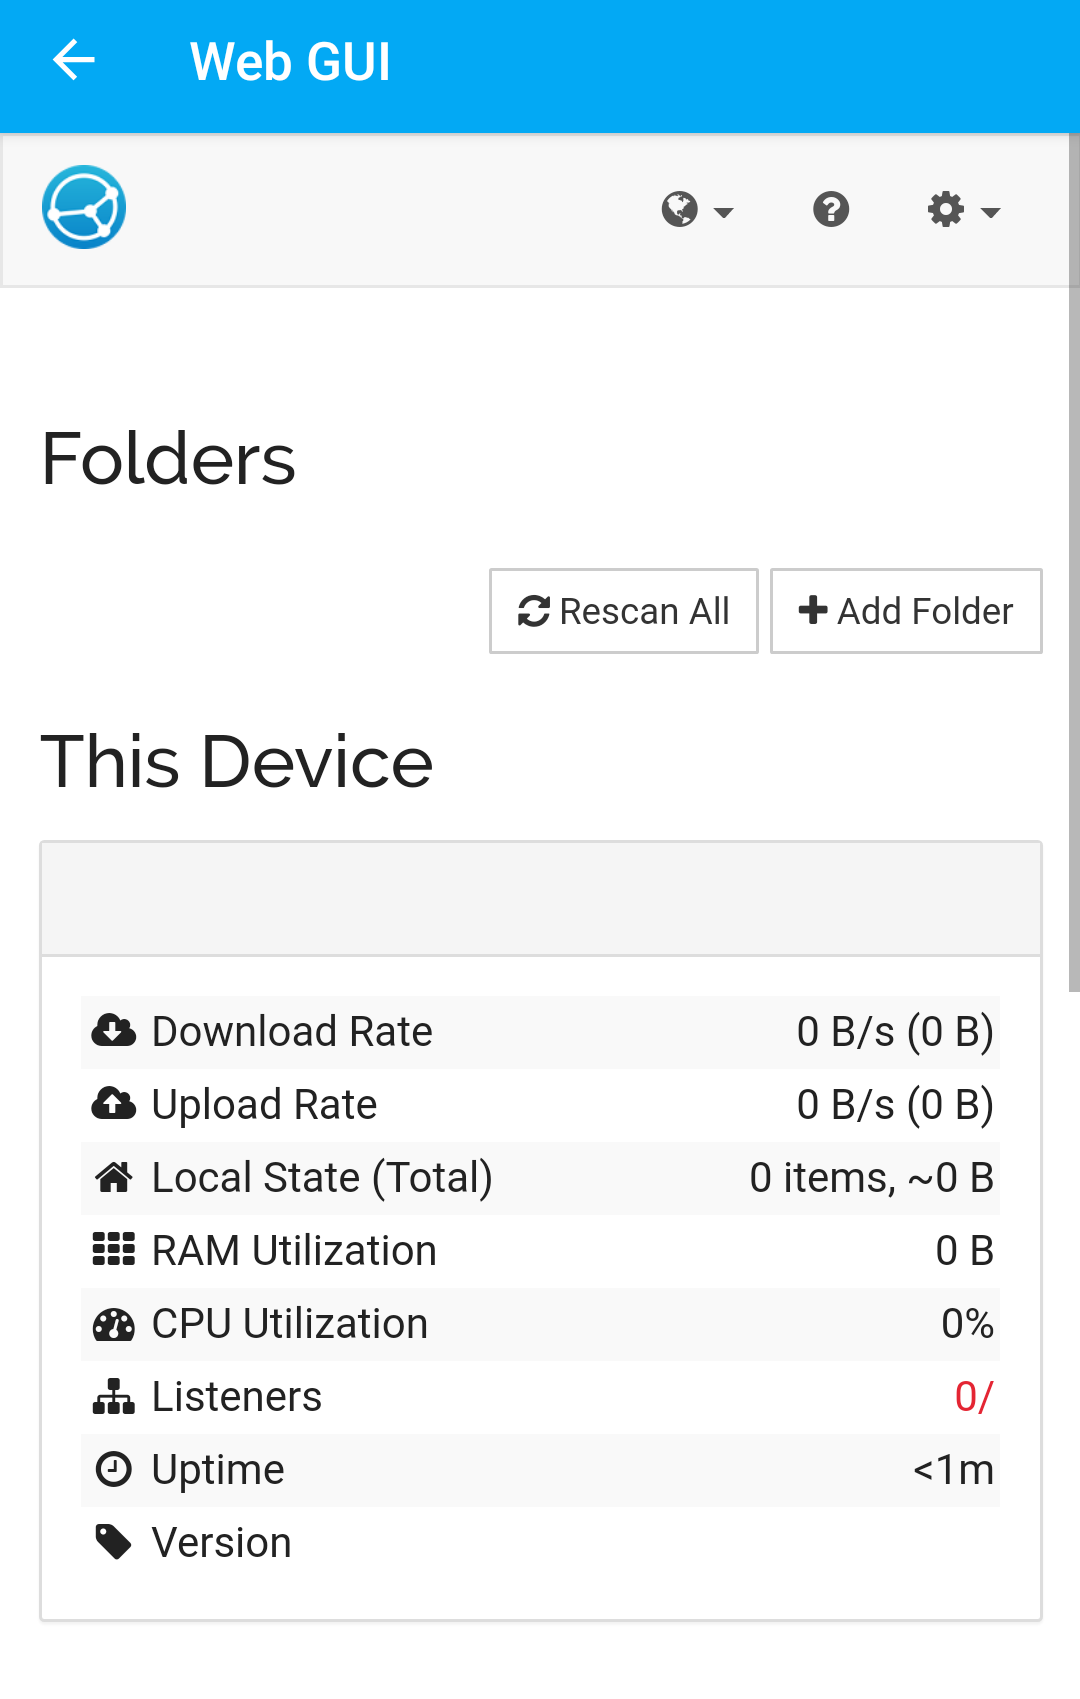 Web GUI
Folders
Rescan All
Add Folder
This Device
Download Rate 0 B/s (0 B)
Upload Rate 0 B/s (0 B)
Local State (Total) 0 items, ~0 B
RAM Utilization 0 B
CPU Utilization 0%
Listeners 0/
Uptime <1m
Version